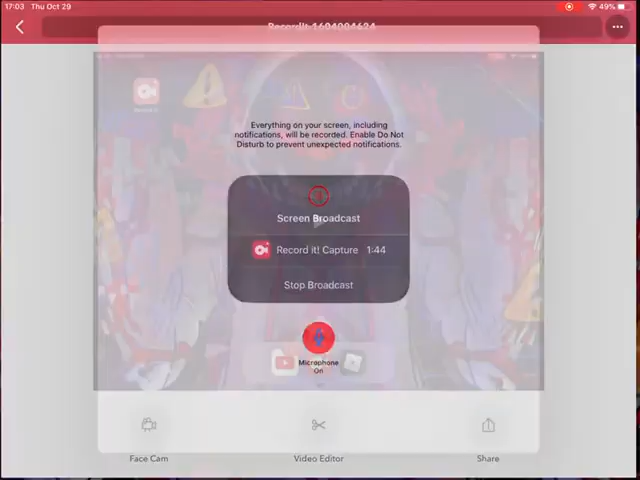 17:03 Thu Oct 29
49%
RecordIt-1604004634
Everything on your screen, including
notifications, will be recorded. Enable Do Not
Disturb to prevent unexpected notifications.
Screen Broadcast
Record it! Capture 1:44
Stop Broadcast
Microphone
On
Face Cam
Video Editor
Share